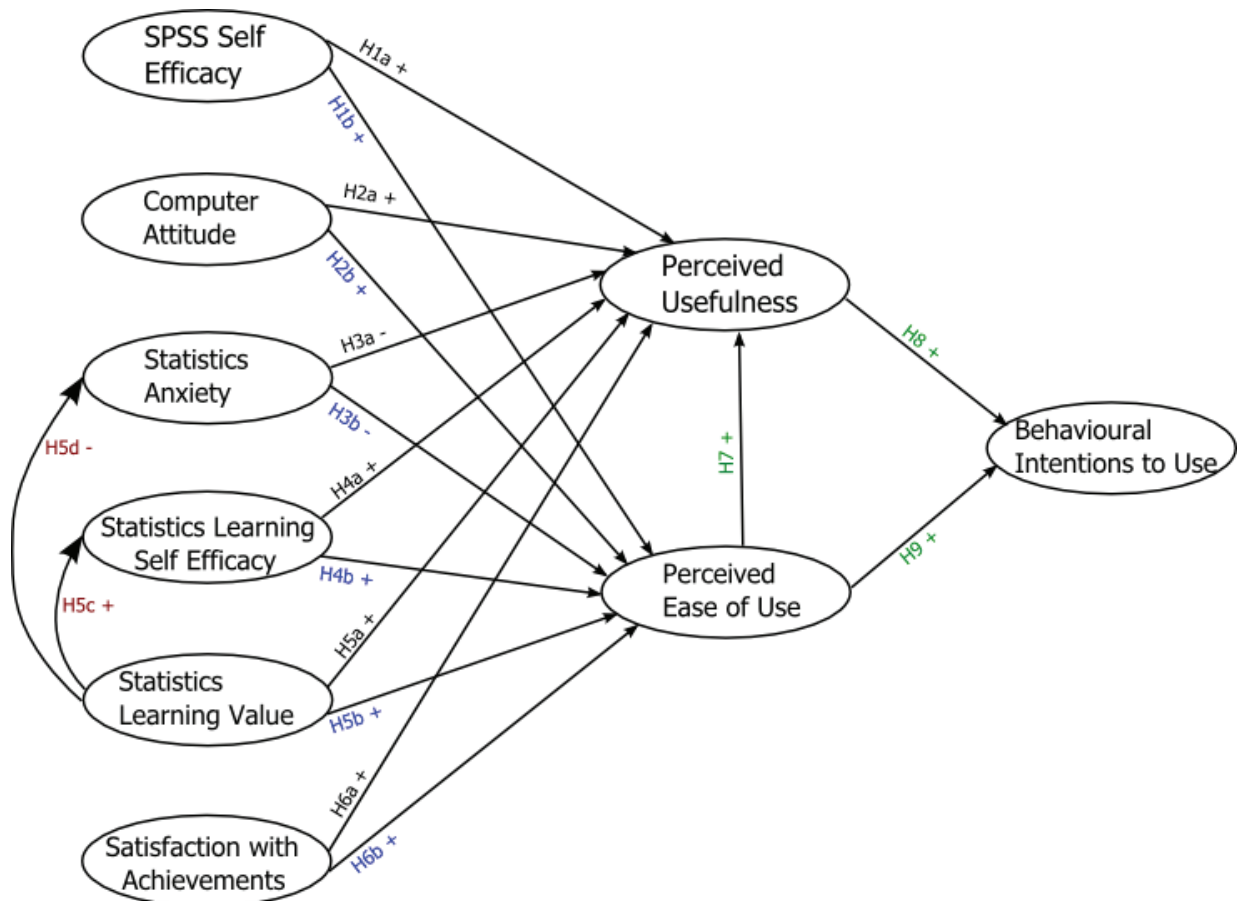 SPSS Self
Efficacy
H1a +
H1b +
Computer
Attitude
H2a +
H2b +
Perceived
Usefulness
Statistics
Anxiety
H3a -
H3b -
H8 +
H5d -
H4a +
H7 +
Behavioural
Intentions to Use
Statistics Learning
Self Efficacy
H4b +
H9 +
Perceived
Ease of Use
H5c +
H5a +
Statistics
Learning Value
H5b +
H6a +
Satisfaction with
Achievements
H6b +